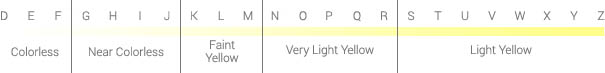 D E F G H I J K L M N O P Q R S T U V W X Y Z
Colorless Near Colorless Faint Yellow Very Light Yellow Light Yellow